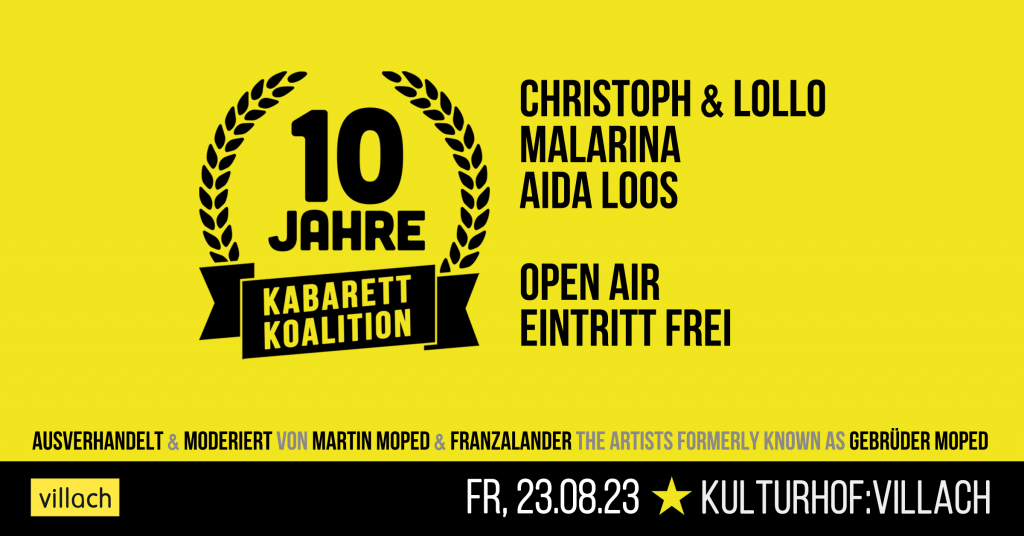 10
JAHRE
KABARETT
KOALITION
CHRISTOPH & LOLLO
MALARINA
AIDA LOOS
OPEN AIR
EINTRITT FREI
AUSVERHANDELT & MODERIERT VON MARTIN MOPED & FRANZALANDER THE ARTISTS FORMERLY KNOWN AS GEBRÜDER MOPED
villach
FR, 23.08.23 ★ KULTURHOF:VILLACH